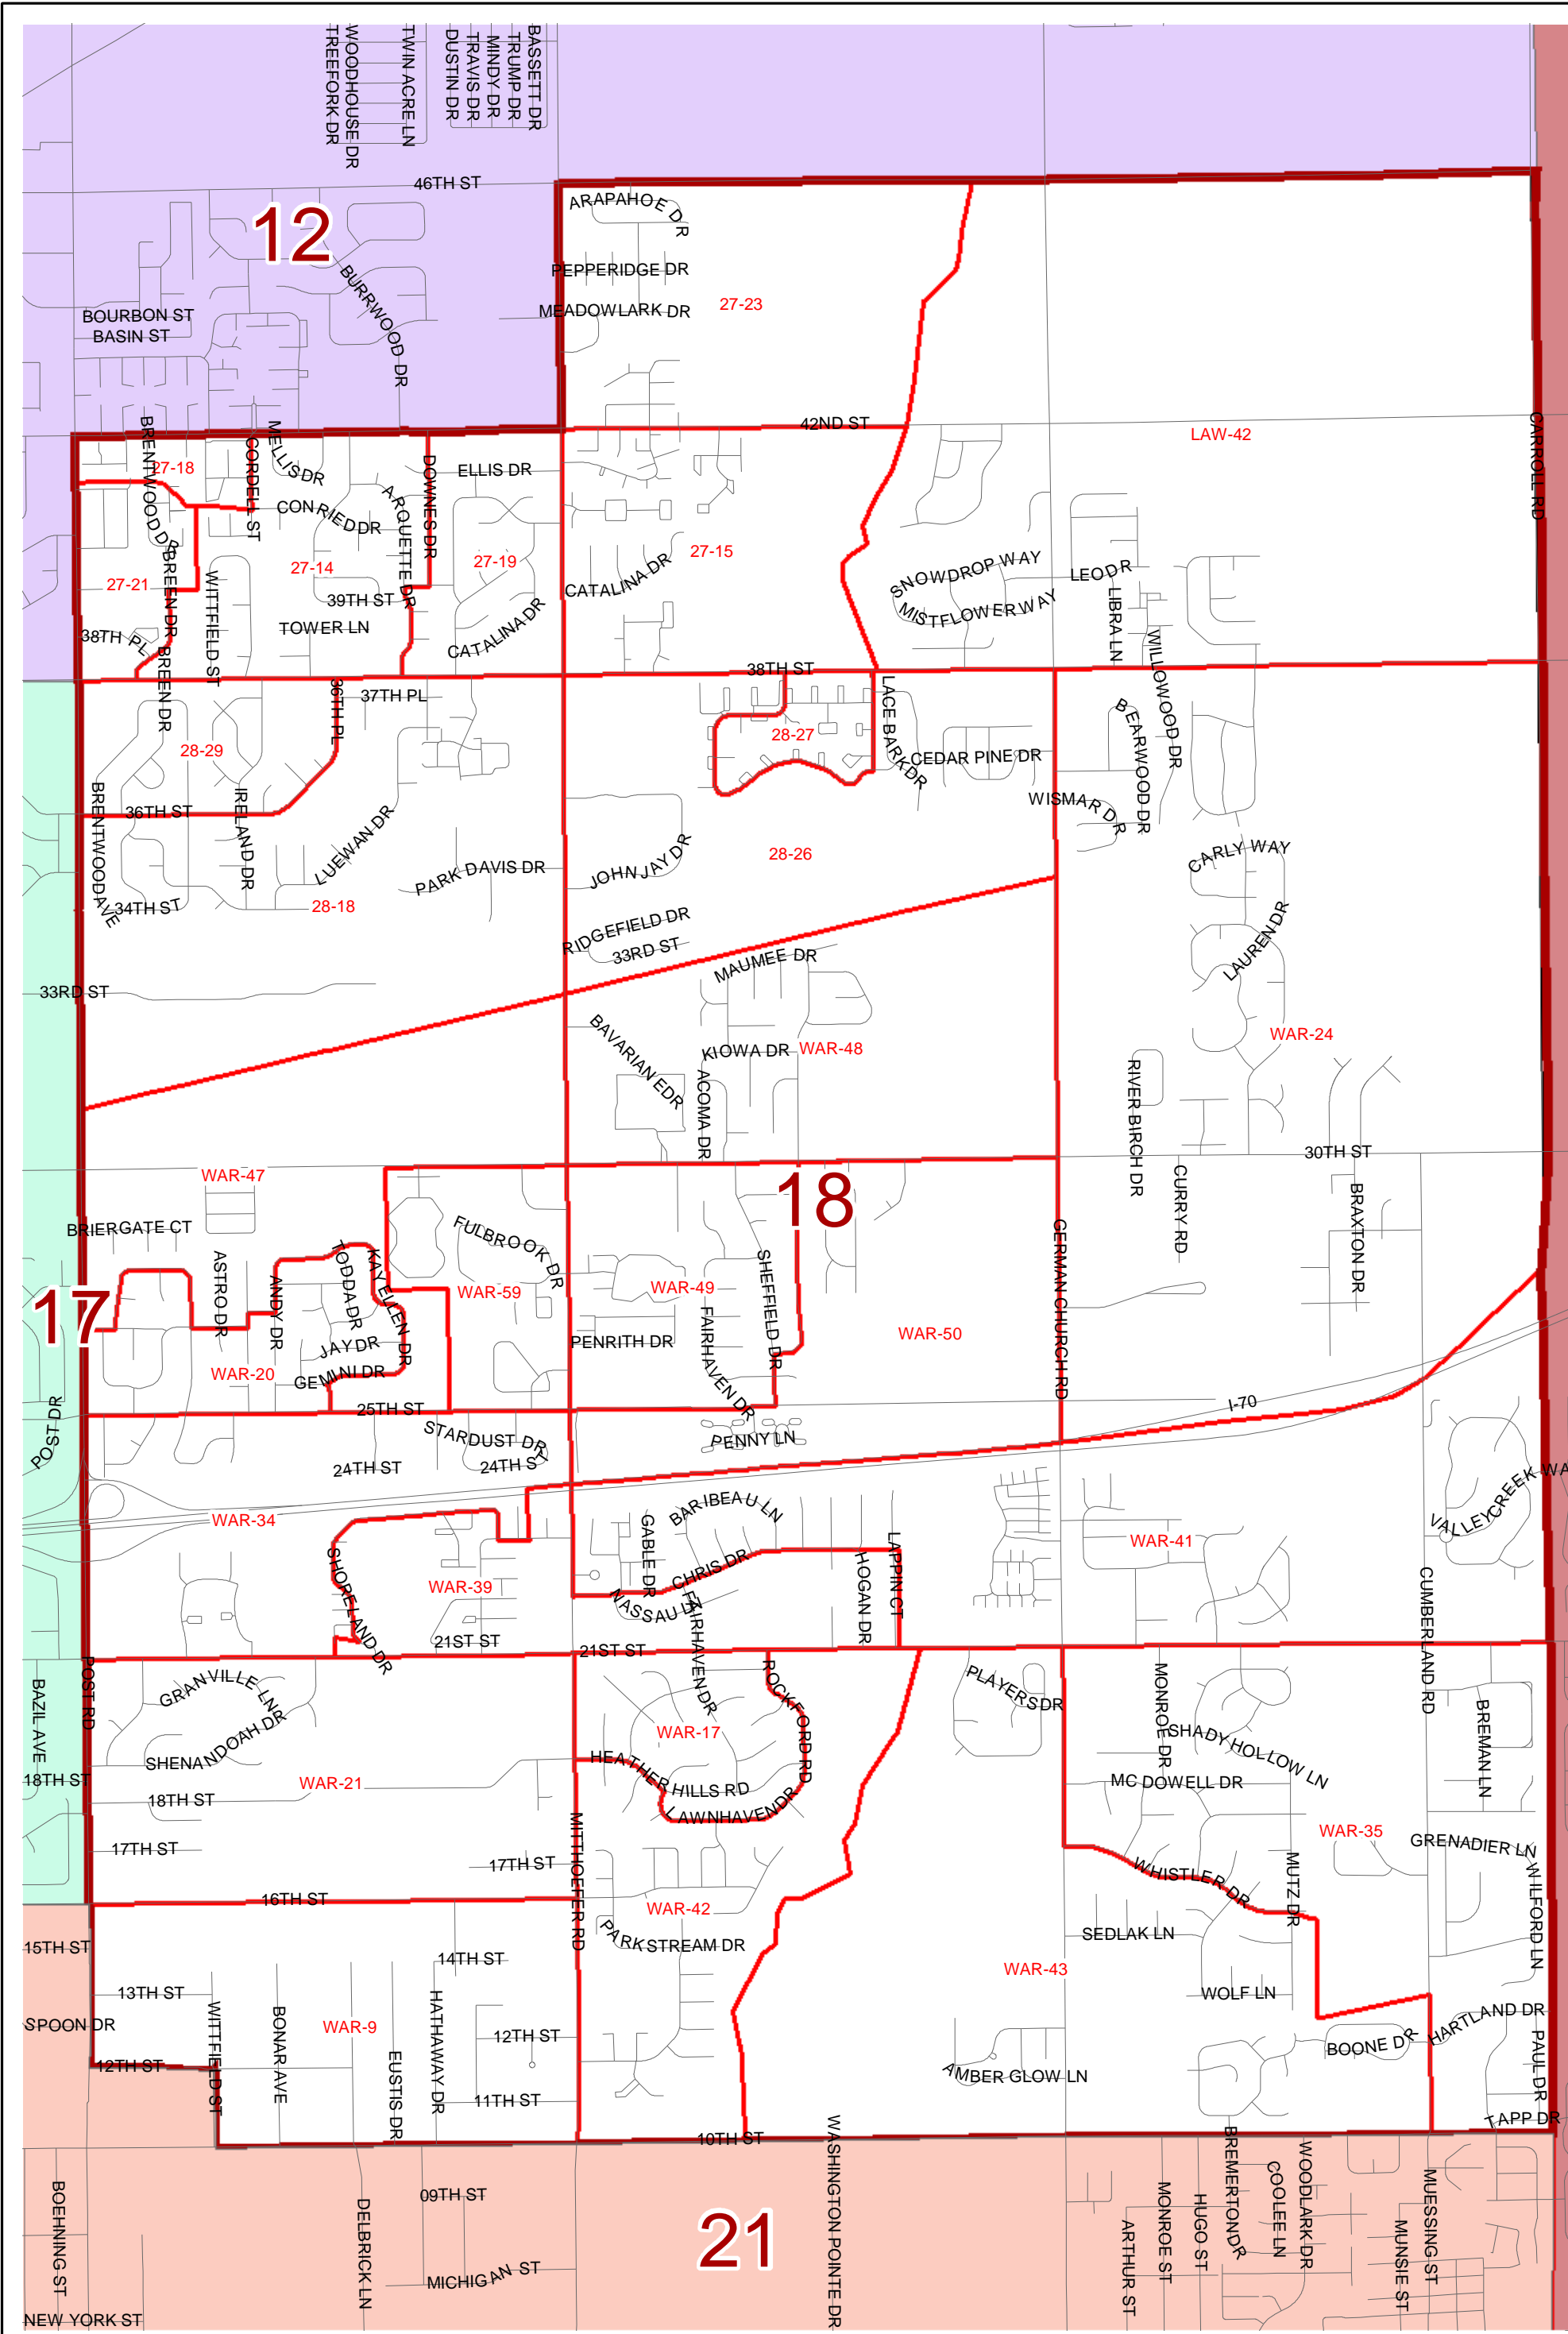 TREEFORK DR
WOODHOUSE DR
TWIN ACRE LN
DUSTIN DR
TRAVIS DR
MINDY DR
TRUMP DR
BASSETT DR
46TH ST
12
ARAPAHOE DR
PEPPERIDGE DR
MEADOWLARK DR
27-23
BURRWOOD DR
BOURBON ST
BASIN ST
42ND ST
LAW-42
CARROLL RD
BRENTWOOD DR
27-18
CORDELL ST
MELLIS DR
CONRIED DR
ARQUETTE DR
DOWNES DR
ELLIS DR
27-21
BREEN DR
WITTFIELD ST
27-14
39TH ST
TOWER LN
27-19
CATALINA DR
CATALINA DR
27-15
SNOWDROP WAY
MISTFLOWER WAY
LEO DR
LIBRA LN
WILLOWOOD DR
38TH PL
BREEN DR
38TH ST
36TH PL
37TH PL
28-29
28-27
LACE BARK DR
CEDAR PINE DR
BEARWOOD DR
WISMAR DR
BRENTWOOD AVE
36TH ST
IRELAND DR
LUEWAN DR
PARK DAVIS DR
JOHN JAY DR
28-26
CARLY WAY
LAUREN DR
34TH ST
28-18
RIDGEFIELD DR
33RD ST
MAUMEE DR
33RD ST
BAVARIAN E DR
KIOWA DR
WAR-48
ACOMA DR
WAR-24
RIVER BIRCH DR
30TH ST
CURRY RD
BRAXTON DR
WAR-47
18
BRIERGATE CT
ASTRO DR
ANDY DR
TODDA DR
KAY ELLEN DR
FULBROOK DR
WAR-59
WAR-49
SHEFFIELD DR
GERMAN CHURCH RD
17
JAY DR
GEMINI DR
WAR-20
PENRITH DR
FAIRHAVEN DR
WAR-50
POST DR
25TH ST
I-70
STARDUST DR
24TH ST
24TH ST
PENNY LN
WAR-34
BARIBEAU LN
GABLE DR
CHRIS DR
NASSAU LN
HOGAN DR
LAPPIN CT
WAR-41
VALLEYCREEK WA
SHORELAND DR
WAR-39
21ST ST
21ST ST
FAIRHAVEN DR
CUMBERLAND RD
POST RD
BAZIL AVE
GRANVILLE LN
SHENANDOAH DR
WAR-17
ROCKFORD RD
PLAYERS DR
MONROE DR
SHADY HOLLOW LN
BREMAN LN
18TH ST
18TH ST
WAR-21
HEATHER HILLS RD
LAWNHAVEN DR
MC DOWELL DR
WAR-35
GRENADIER LN
17TH ST
17TH ST
MITTHOEFER RD
WHISTLER DR
MUTZ DR
WILFORD LN
16TH ST
WAR-42
PARK STREAM DR
SEDLAK LN
15TH ST
14TH ST
WAR-43
WOLF LN
13TH ST
SPOON DR
WITTFIELD ST
BONAR AVE
WAR-9
EUSTIS DR
HATHAWAY DR
12TH ST
12TH ST
11TH ST
AMBER GLOW LN
BOONE DR
HARTLAND DR
PAUL DR
TAPP DR
10TH ST
WASHINGTON POINTE DR
BOEHNING ST
DELBRICK LN
09TH ST
MICHIGAN ST
21
NEW YORK ST
ARTHUR ST
MONROE ST
HUGO ST
BREMERTON DR
COOLEE LN
WOODLARK DR
MUNSIE ST
MUESSING ST